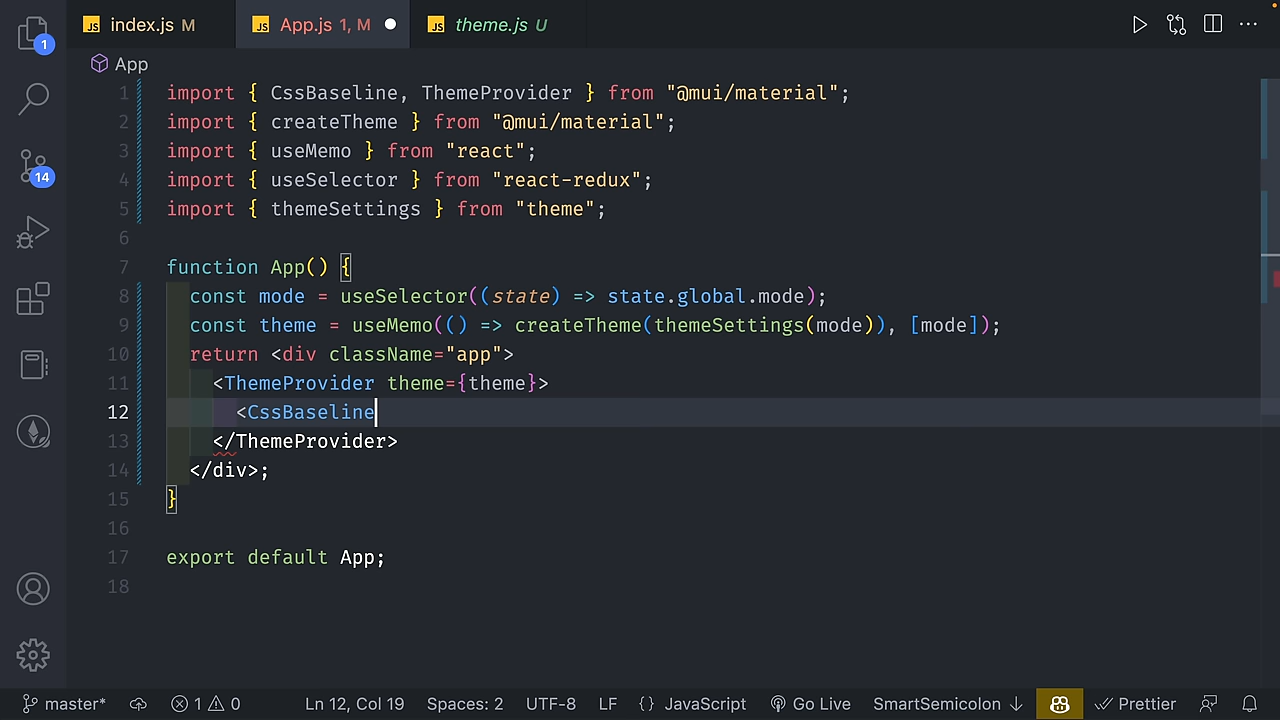 1
JS index.js M
JS App.js 1, M
JS theme.js U
App
1 import { CssBaseline, ThemeProvider } from "@mui/material";
2 import { createTheme } from "@mui/material";
3 import { useMemo } from "react";
14
4 import { useSelector } from "react-redux";
5 import { themeSettings } from "theme";
6
7 function App() {
8 const mode = useSelector((state) => state.global.mode);
9 const theme = useMemo(() => createTheme(themeSettings(mode)), [mode]);
10 return <div className="app">
11 <ThemeProvider theme={theme}>
12 <CssBaseline
13 </ThemeProvider>
14 </div>;
15 }
16
17 export default App;
18
master* 1 0 Ln 12, Col 19 Spaces: 2 UTF-8 LF {} JavaScript Go Live SmartSemicolon ↓ Prettier